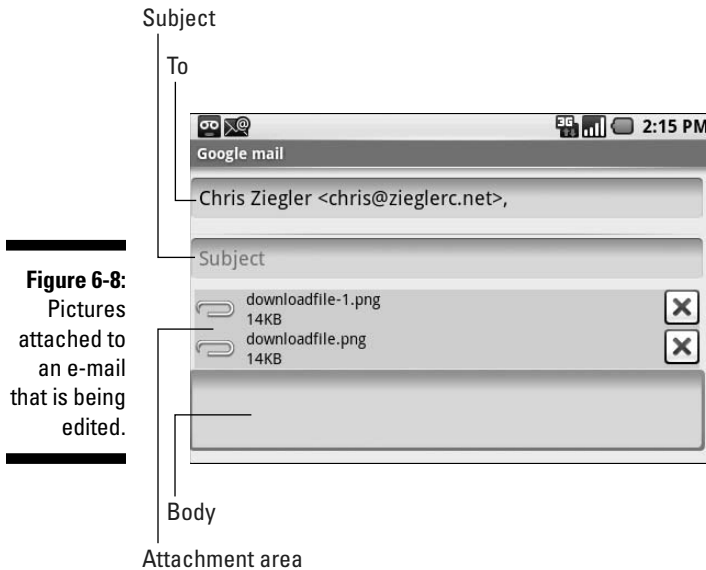 Subject
To
3G
2:15 PM
Google mail
Chris Ziegler <chris@zieglerc.net>,
Subject
downloadfile-1.png
14KB
downloadfile.png
14KB
Figure 6-8:
Pictures
attached to
an e-mail
that is being
edited.
Body
Attachment area